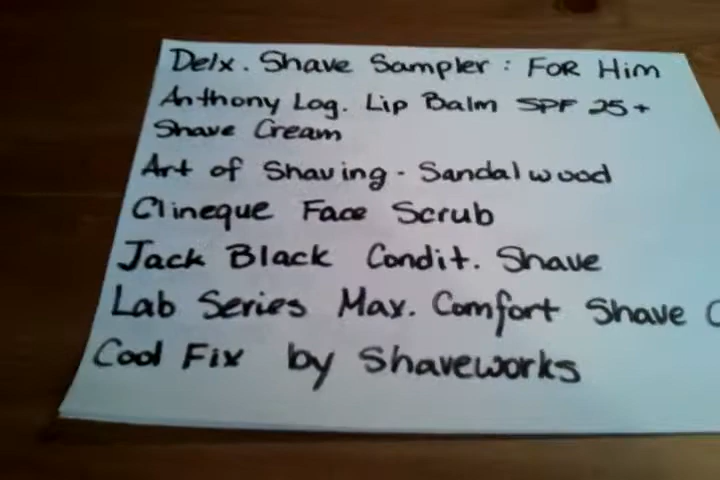 Delx. Shave Sampler: FOR Him
Anthony Log. Lip Balm SPF 25+
Shave Cream
Art of Shaving - Sandalwood
Clineque Face Scrub
Jack Black Condit. Shave
Lab Series Max. Comfort Shave C
Cool Fix by Shaveworks